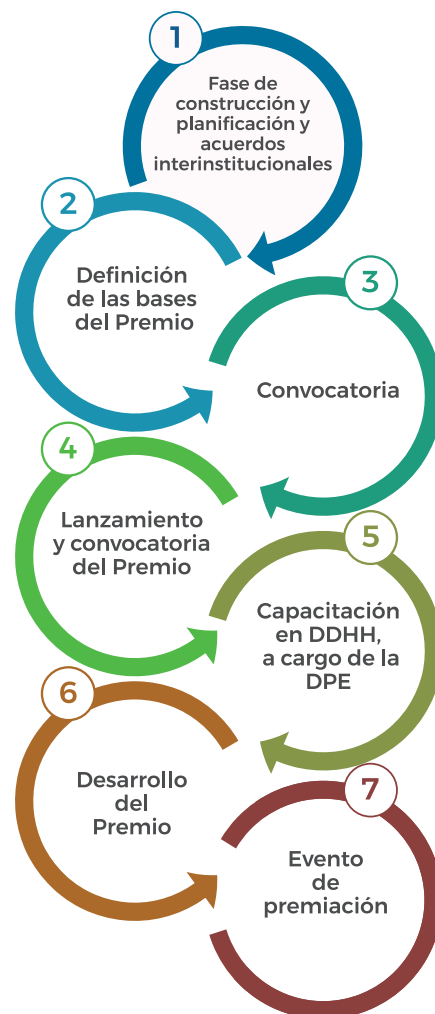 1
Fase de
construcción y
planificación y
acuerdos
interinstitucionales
2
Definición
de las bases
del Premio
3
Convocatoria
4
Lanzamiento
y convocatoria
del Premio
5
Capacitación
en DDHH,
a cargo de la
DPE
6
Desarrollo
del
Premio
7
Evento
de
premiación